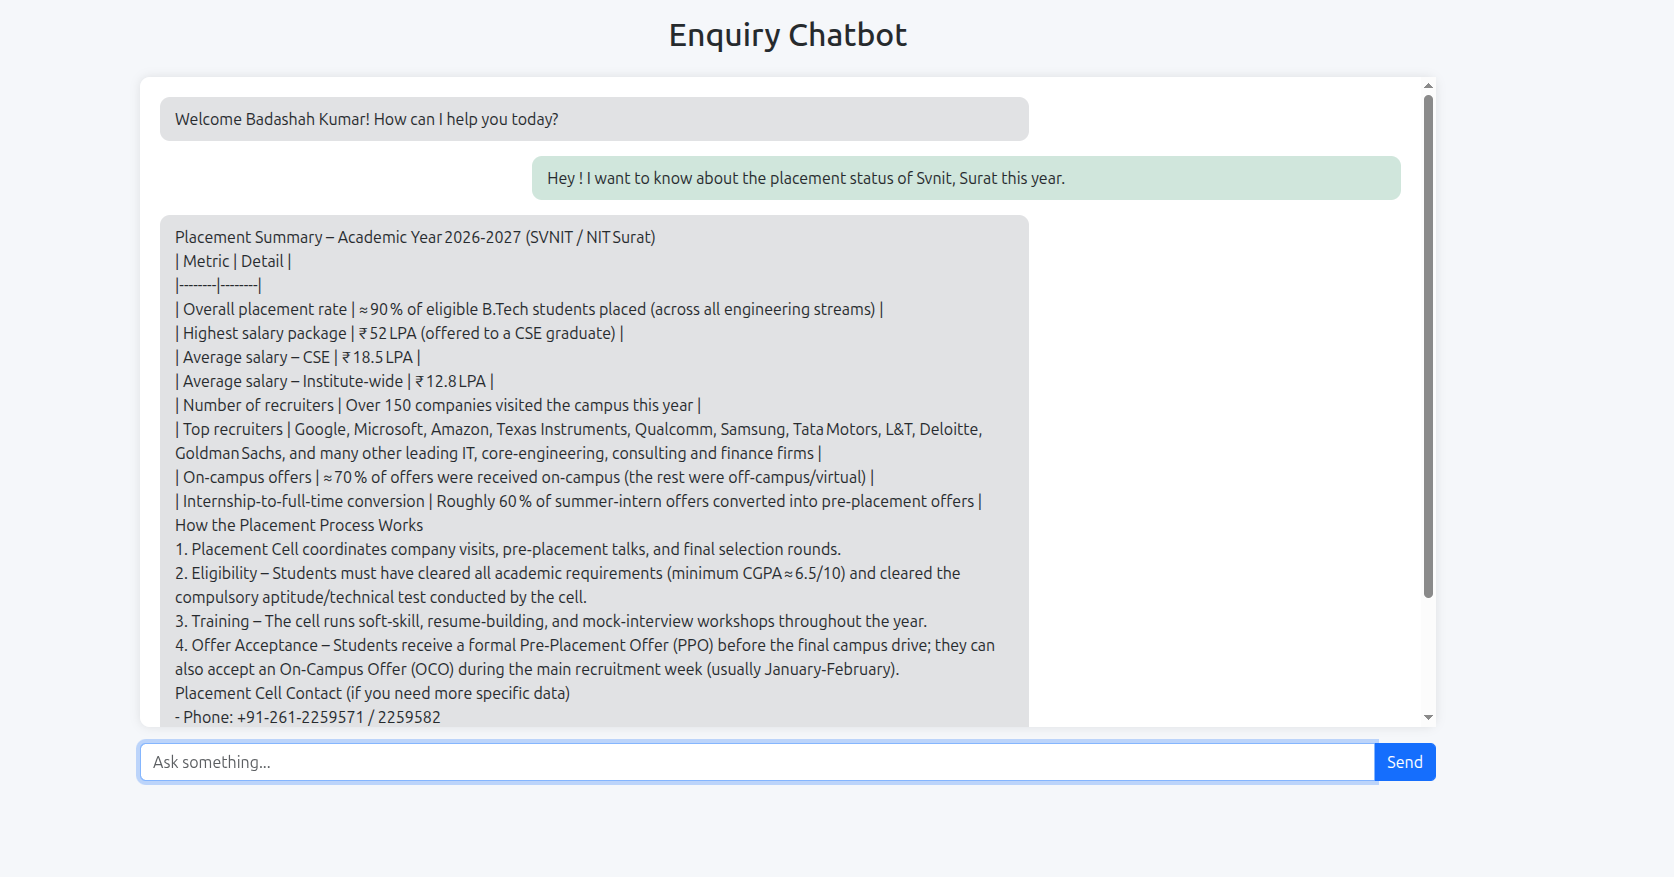 Enquiry Chatbot
Welcome Badashah Kumar! How can I help you today?
Hey ! I want to know about the placement status of Svnit, Surat this year.
Placement Summary – Academic Year 2026-2027 (SVNIT / NIT Surat)
| Metric | Detail |
|--------|--------|
| Overall placement rate | ≈ 90 % of eligible B.Tech students placed (across all engineering streams) |
| Highest salary package | ₹ 52 LPA (offered to a CSE graduate) |
| Average salary – CSE | ₹ 18.5 LPA |
| Average salary – Institute-wide | ₹ 12.8 LPA |
| Number of recruiters | Over 150 companies visited the campus this year |
| Top recruiters | Google, Microsoft, Amazon, Texas Instruments, Qualcomm, Samsung, Tata Motors, L&T, Deloitte,
Goldman Sachs, and many other leading IT, core-engineering, consulting and finance firms |
| On-campus offers | ≈ 70 % of offers were received on-campus (the rest were off-campus/virtual) |
| Internship-to-full-time conversion | Roughly 60 % of summer-intern offers converted into pre-placement offers |
How the Placement Process Works
1. Placement Cell coordinates company visits, pre-placement talks, and final selection rounds.
2. Eligibility – Students must have cleared all academic requirements (minimum CGPA ≈ 6.5/10) and cleared the
compulsory aptitude/technical test conducted by the cell.
3. Training – The cell runs soft-skill, resume-building, and mock-interview workshops throughout the year.
4. Offer Acceptance – Students receive a formal Pre-Placement Offer (PPO) before the final campus drive; they can
also accept an On-Campus Offer (OCO) during the main recruitment week (usually January-February).
Placement Cell Contact (if you need more specific data)
- Phone: +91-261-2259571 / 2259582
Ask something...
Send